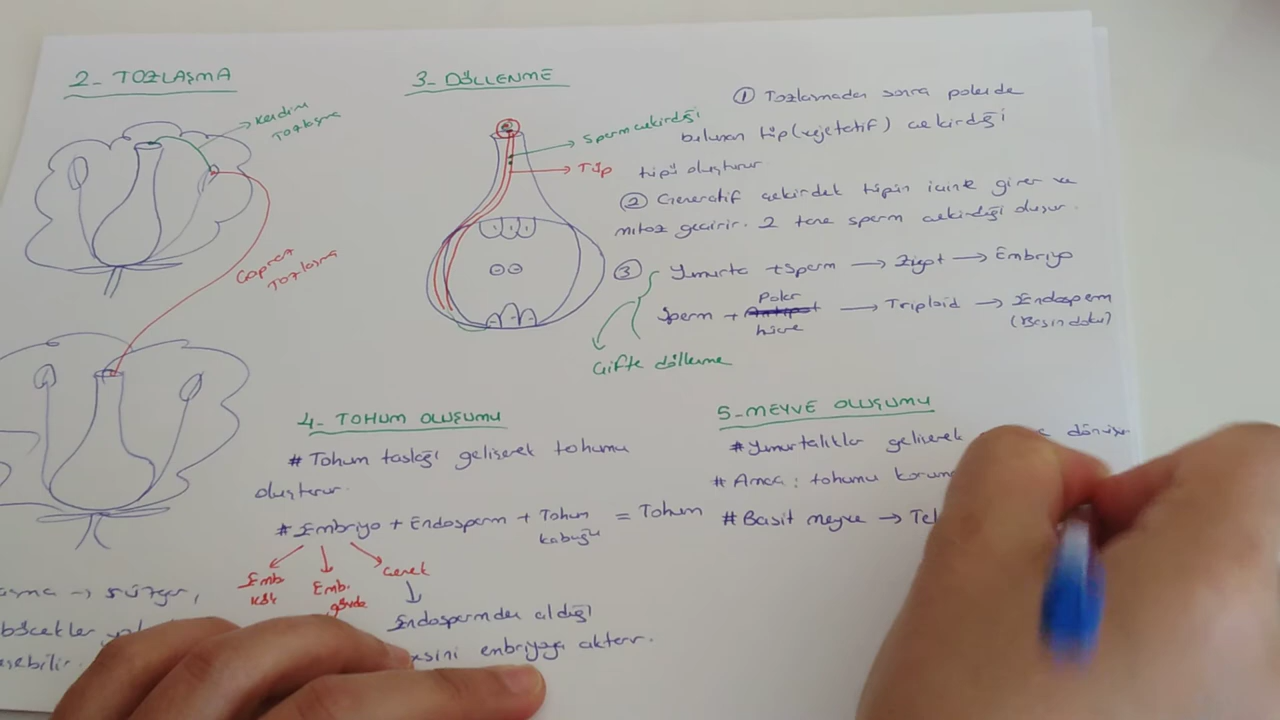 2- TOZLAŞMA
Kendine
Tozlaşma
Çapraz
Tozlaşma
3- DÖLLENME
Sperm çekirdeği
Tüp
① Tozlaşmadan sonra polende
bulunan tüp (vejetatif) çekirdeği
tüpü oluşturur
② Generatif çekirdek tüpün içine girer ve
mitoz geçirir. 2 tane sperm çekirdeği oluşur.
③ Yumurta + Sperm → Zigot → Embriyo
Sperm + Polar hücre → Triploid → Endosperm
(Besin doku)
Çifte döllenme
4- TOHUM OLUŞUMU
# Tohum taslağı gelişerek tohumu
oluşturur.
# Embriyo + Endosperm + Tohum kabuğu = Tohum
Emb. kök
Emb. gövde
Çenek
Endospermden aldığı
embriyoya aktarır.
5- MEYVE OLUŞUMU
# Yumurtalıklar gelişerek
# Amaç: tohumu
# Basit meyve → Tek
→ rüzgar,
böcekler